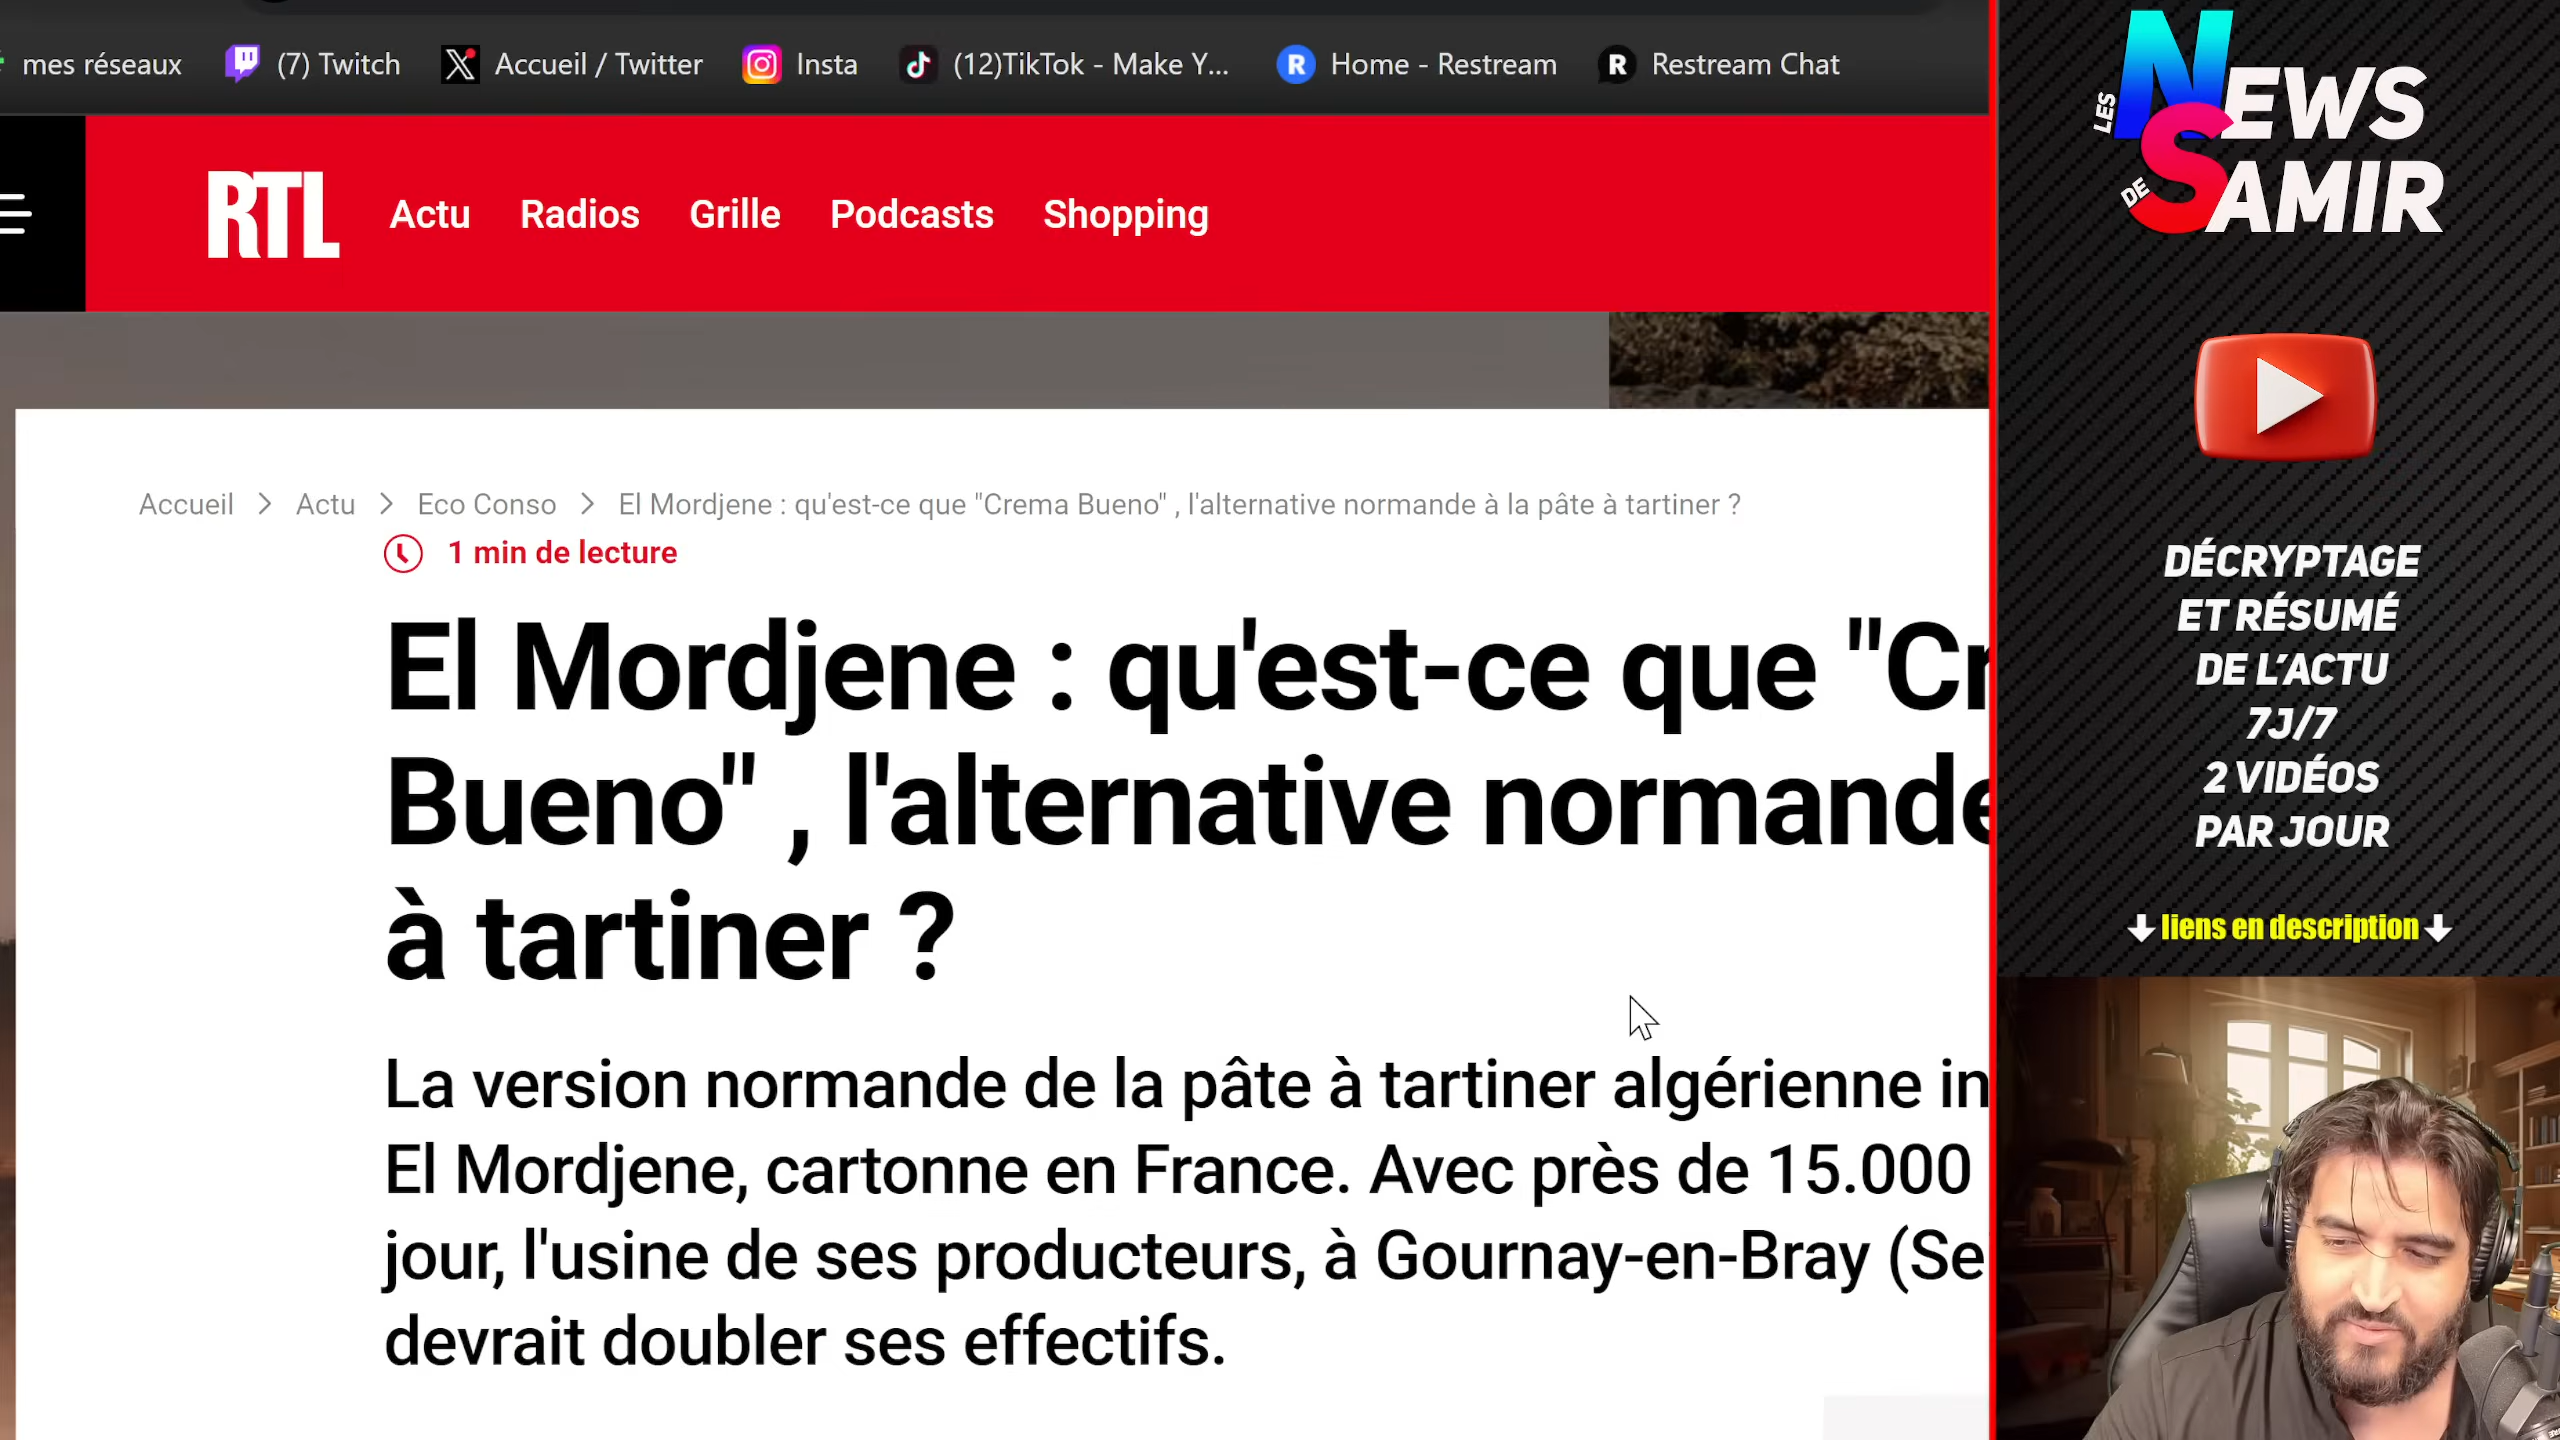 mes réseaux
(7) Twitch
Accueil / Twitter
Insta
(12)TikTok - Make Y...
Home - Restream
Restream Chat
RTL
Actu
Radios
Grille
Podcasts
Shopping
Accueil > Actu > Eco Conso > El Mordjene : qu'est-ce que "Crema Bueno" , l'alternative normande à la pâte à tartiner ?
1 min de lecture
El Mordjene : qu'est-ce que "Cr
Bueno" , l'alternative normande
à tartiner ?
La version normande de la pâte à tartiner algérienne in
El Mordjene, cartonne en France. Avec près de 15.000
jour, l'usine de ses producteurs, à Gournay-en-Bray (Se
devrait doubler ses effectifs.
LES NEWS
DE SAMIR
DÉCRYPTAGE
ET RÉSUMÉ
DE L'ACTU
7J/7
2 VIDÉOS
PAR JOUR
liens en description